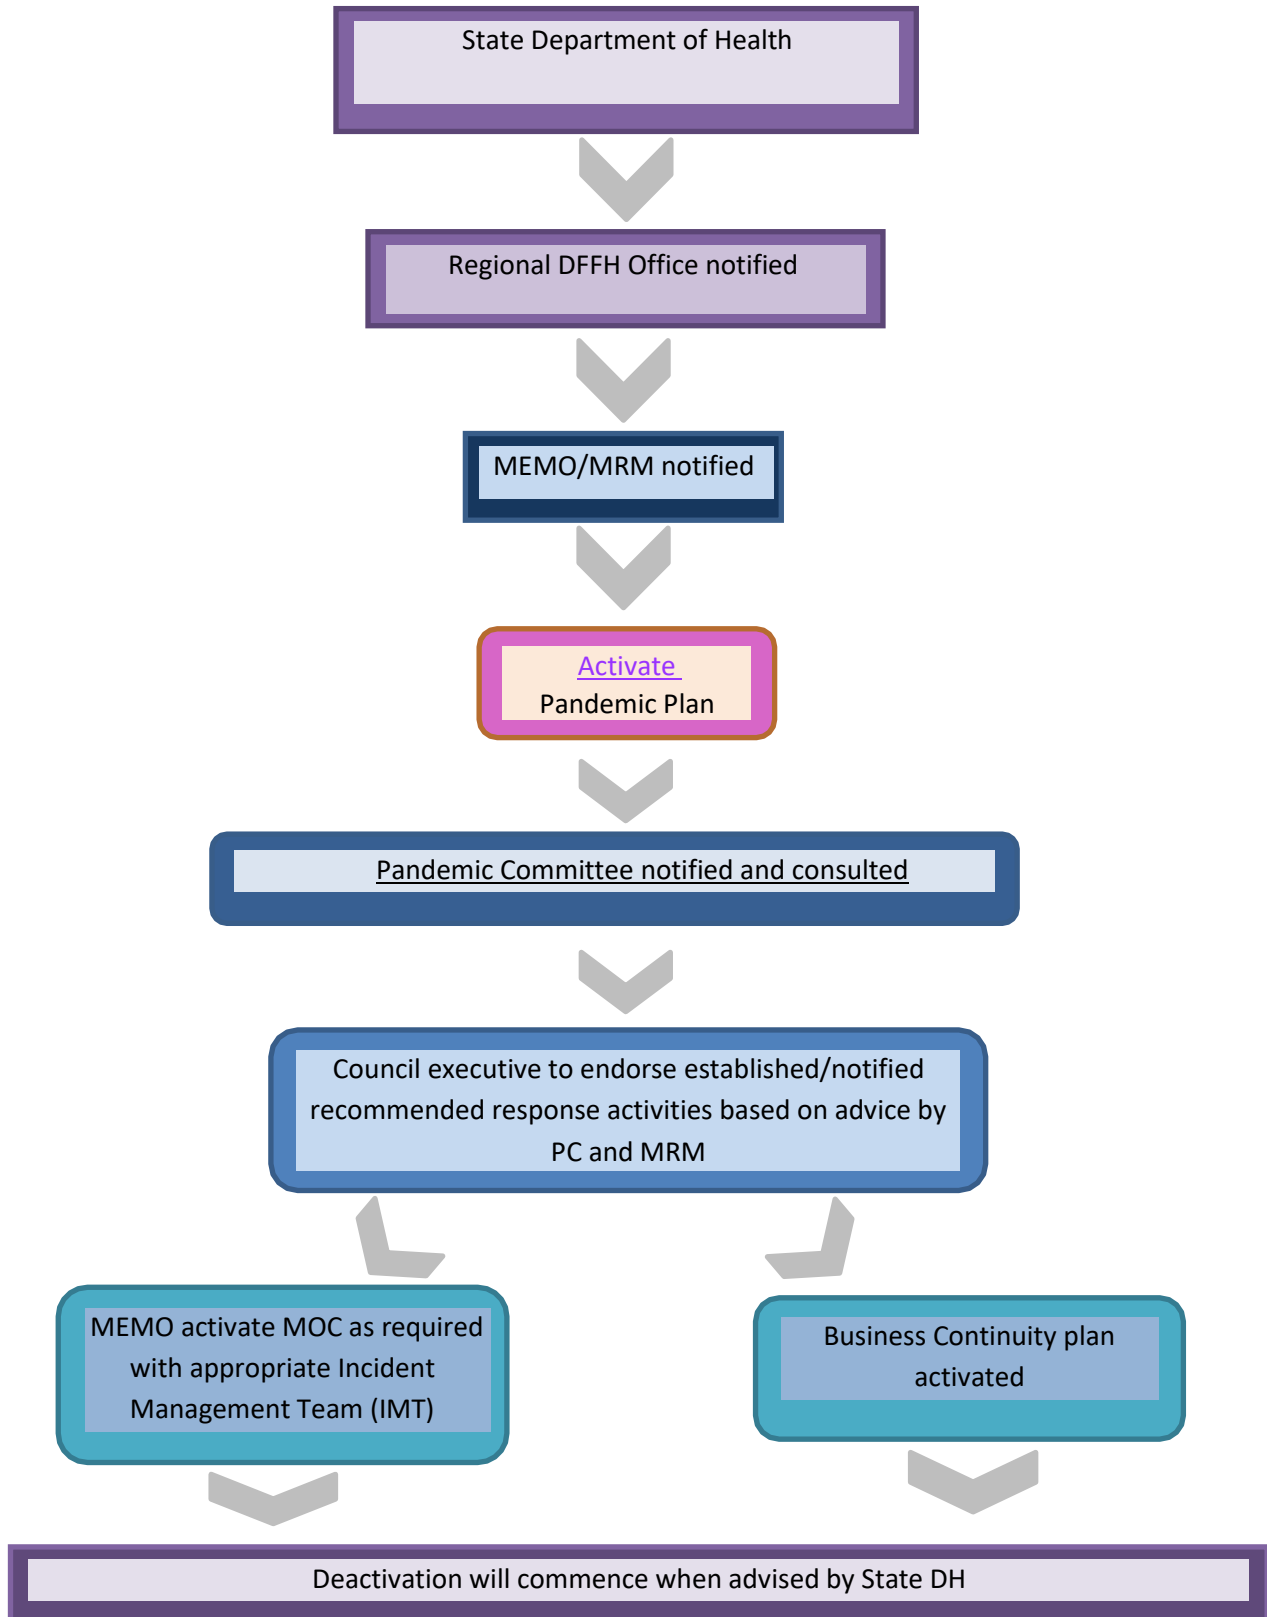 State Department of Health
Regional DFFH Office notified
MEMO/MRM notified
Activate
Pandemic Plan
Pandemic Committee notified and consulted
Council executive to endorse established/notified
recommended response activities based on advice by
PC and MRM
MEMO activate MOC as required
with appropriate Incident
Management Team (IMT)
Business Continuity plan
activated
Deactivation will commence when advised by State DH